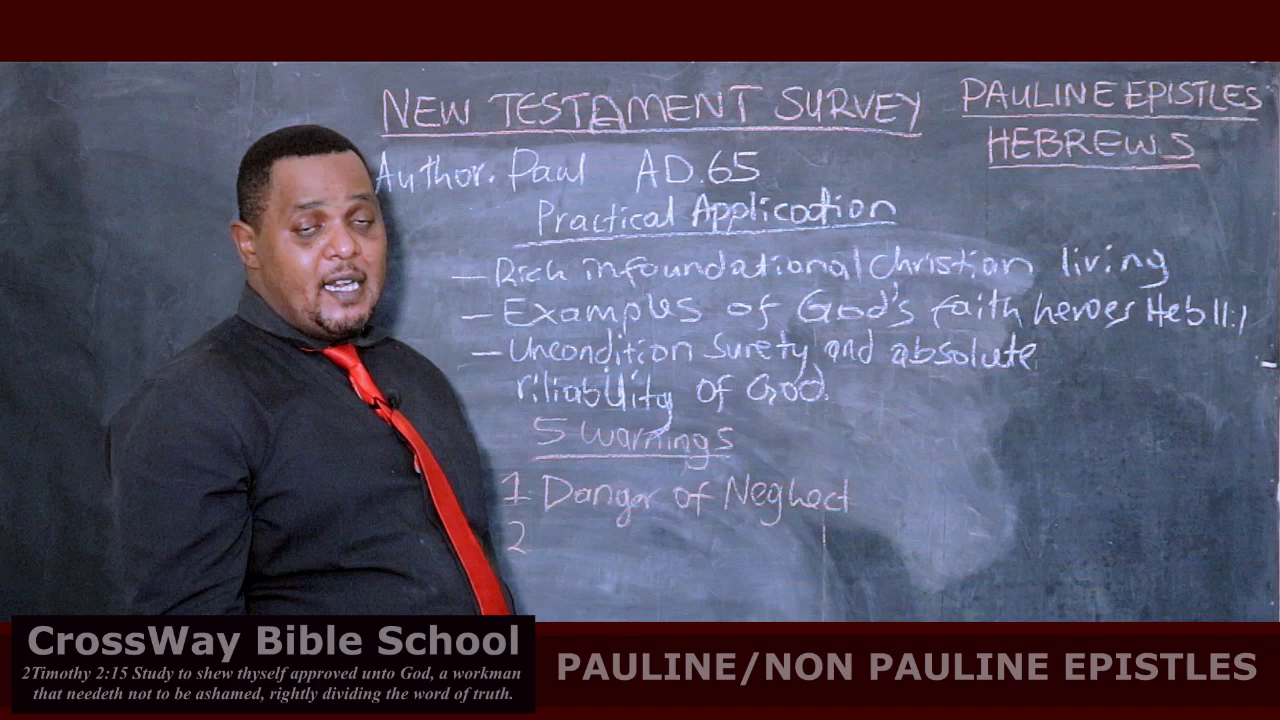 NEW TESTAMENT SURVEY
PAULINE EPISTLES
HEBREWS
Author. Paul AD.65
Practical Application
- Rich in foundational Christian living
- Examples of God's faith heroes Heb 11:1
- Uncondition surety and absolute
riliability of God.
5 warnings
1. Danger of Neglect
2
CrossWay Bible School
2Timothy 2:15 Study to shew thyself approved unto God, a workman
that needeth not to be ashamed, rightly dividing the word of truth.
PAULINE/NON PAULINE EPISTLES